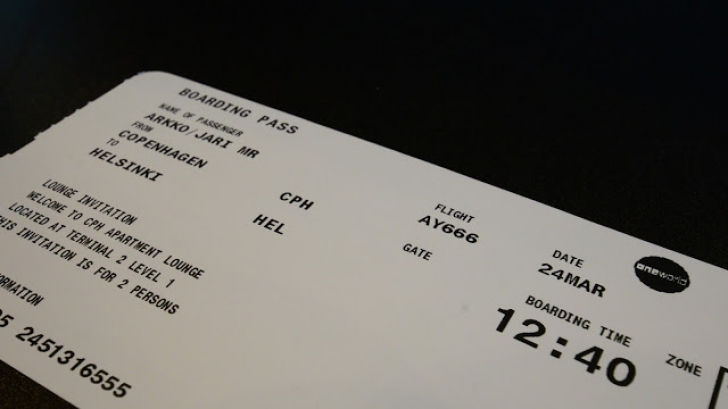 BOARDING PASS
NAME OF PASSENGER
ARKKO/JARI MR
FROM
COPENHAGEN CPH
TO
HELSINKI HEL
FLIGHT
AY666
GATE
DATE
24MAR
oneworld
BOARDING TIME
12:40
ZONE
LOUNGE INVITATION
WELCOME TO CPH APARTMENT LOUNGE
LOCATED AT TERMINAL 2 LEVEL 1
THIS INVITATION IS FOR 2 PERSONS
2451316555